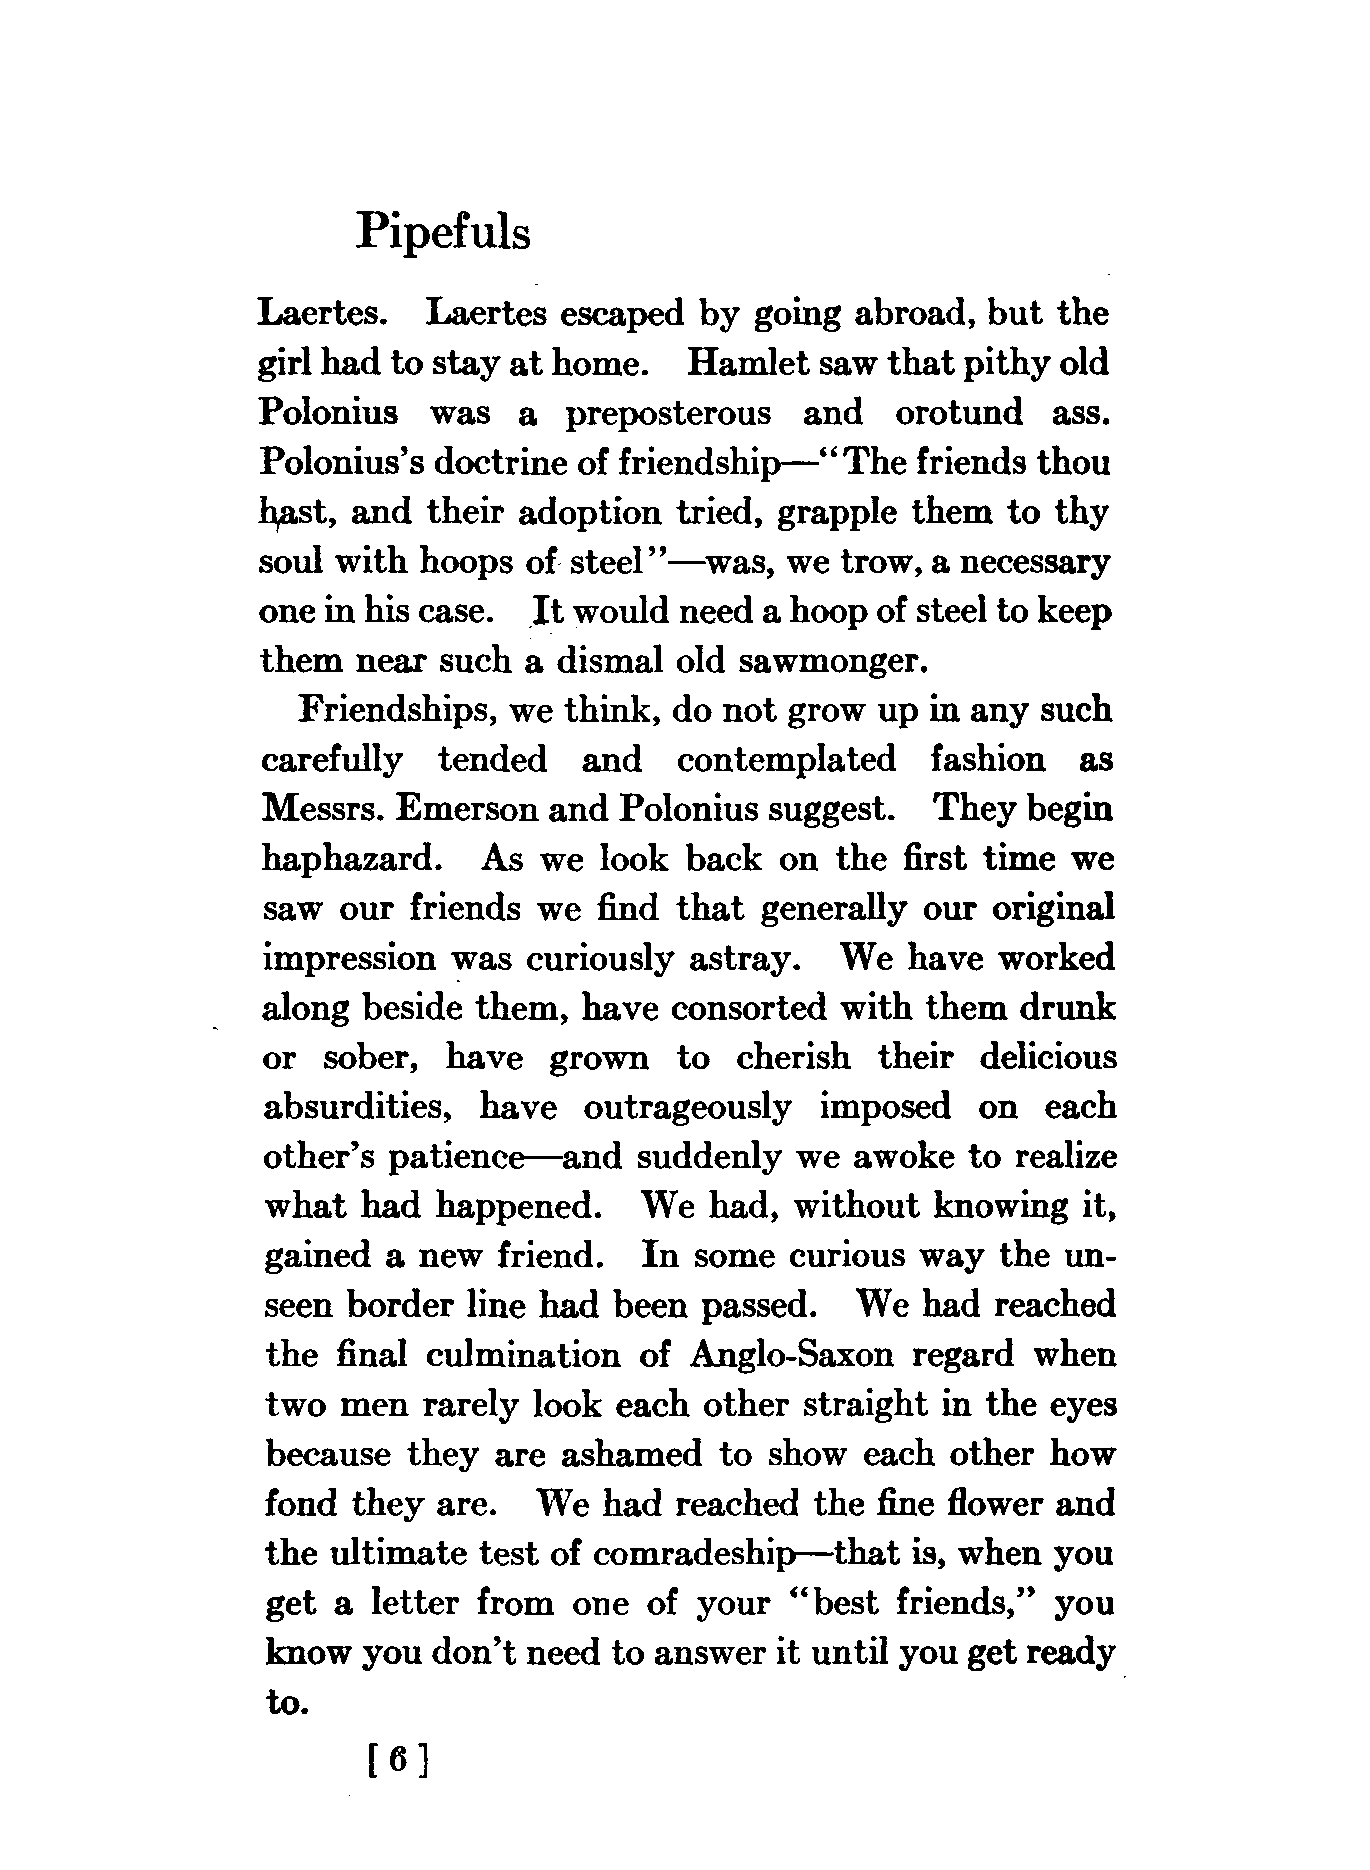 Pipefuls
Laertes. Laertes escaped by going abroad, but the
girl had to stay at home. Hamlet saw that pithy old
Polonius was a preposterous and orotund ass.
Polonius's doctrine of friendship—"The friends thou
hast, and their adoption tried, grapple them to thy
soul with hoops of steel"—was, we trow, a necessary
one in his case. It would need a hoop of steel to keep
them near such a dismal old sawmonger.
Friendships, we think, do not grow up in any such
carefully tended and contemplated fashion as
Messrs. Emerson and Polonius suggest. They begin
haphazard. As we look back on the first time we
saw our friends we find that generally our original
impression was curiously astray. We have worked
along beside them, have consorted with them drunk
or sober, have grown to cherish their delicious
absurdities, have outrageously imposed on each
other's patience—and suddenly we awoke to realize
what had happened. We had, without knowing it,
gained a new friend. In some curious way the un-
seen border line had been passed. We had reached
the final culmination of Anglo-Saxon regard when
two men rarely look each other straight in the eyes
because they are ashamed to show each other how
fond they are. We had reached the fine flower and
the ultimate test of comradeship—that is, when you
get a letter from one of your "best friends," you
know you don't need to answer it until you get ready
to.
[ 6 ]